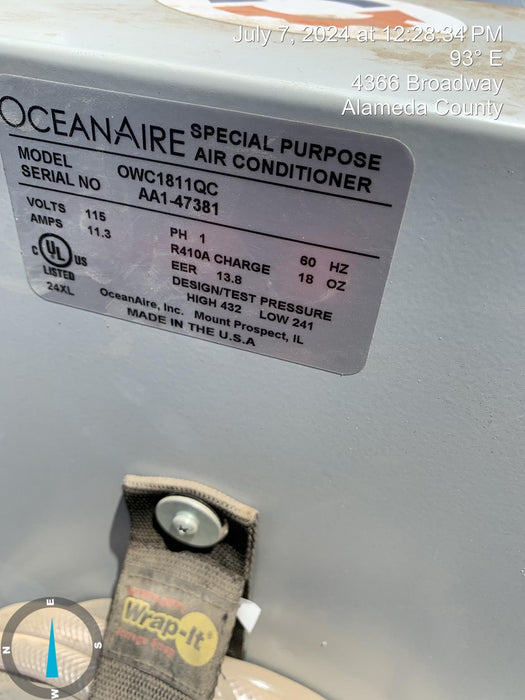 July 7, 2024 at 12:28:34 PM
93° E
4366 Broadway
Alameda County
OCEANAIRE SPECIAL PURPOSE AIR CONDITIONER
MODEL OWC1811QC
SERIAL NO AA1-47381
VOLTS 115 PH 1 60 HZ
AMPS 11.3 R410A CHARGE 18 OZ
EER 13.8
C UL US
LISTED
24XL
DESIGN/TEST PRESSURE
HIGH 432 LOW 241
OceanAire, Inc. Mount Prospect, IL
MADE IN THE U.S.A
Wrap-It
N E S W